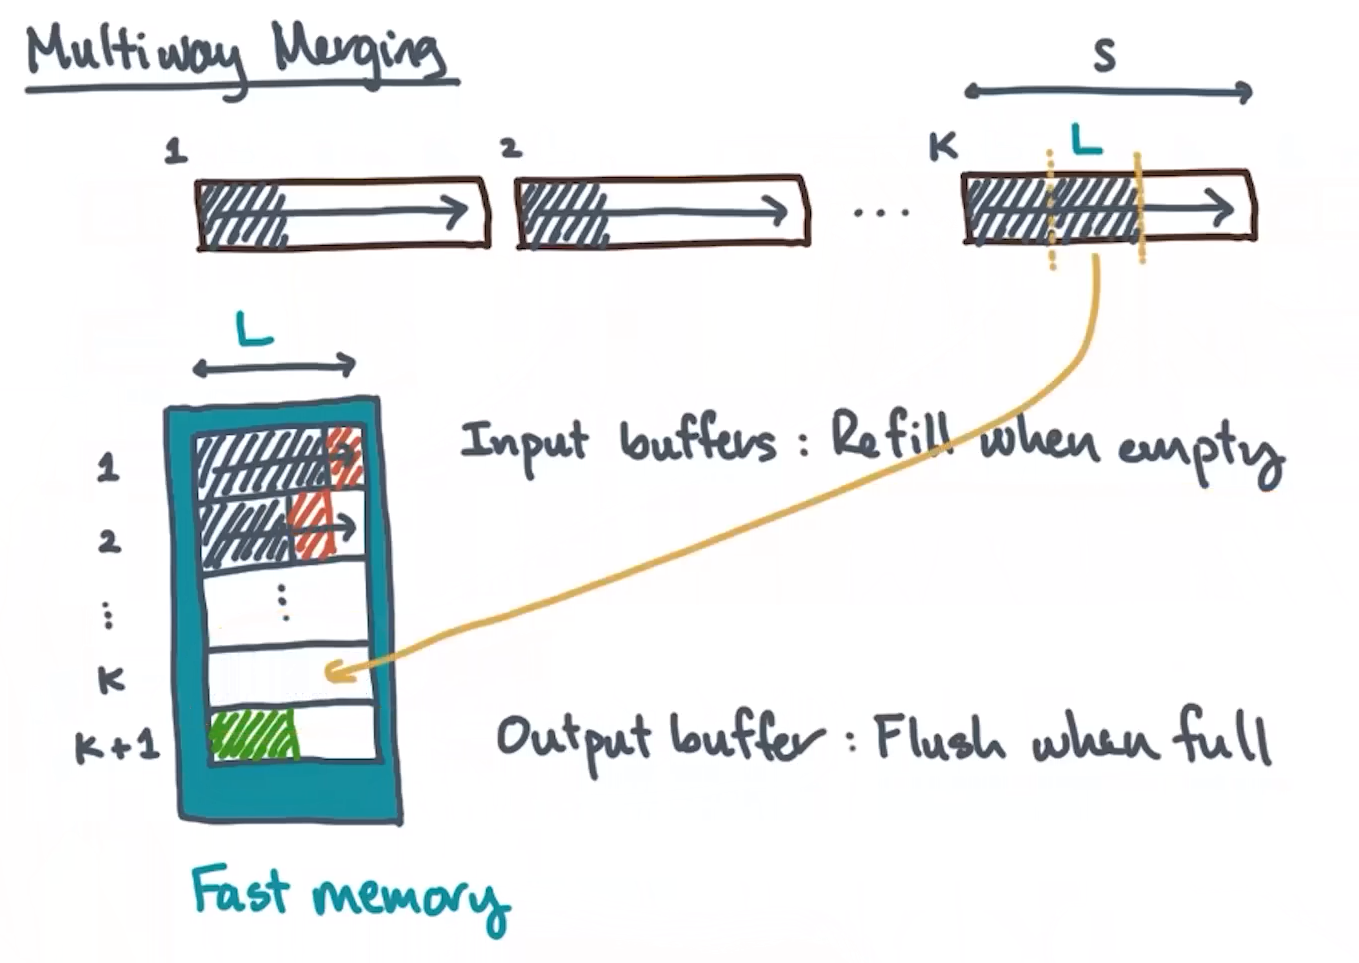 Multiway Merging
S
1
2
K
L
...
L
Input buffers : Refill when empty
1
2
⋮
⋮
K
K+1
Output buffer : Flush when full
Fast memory